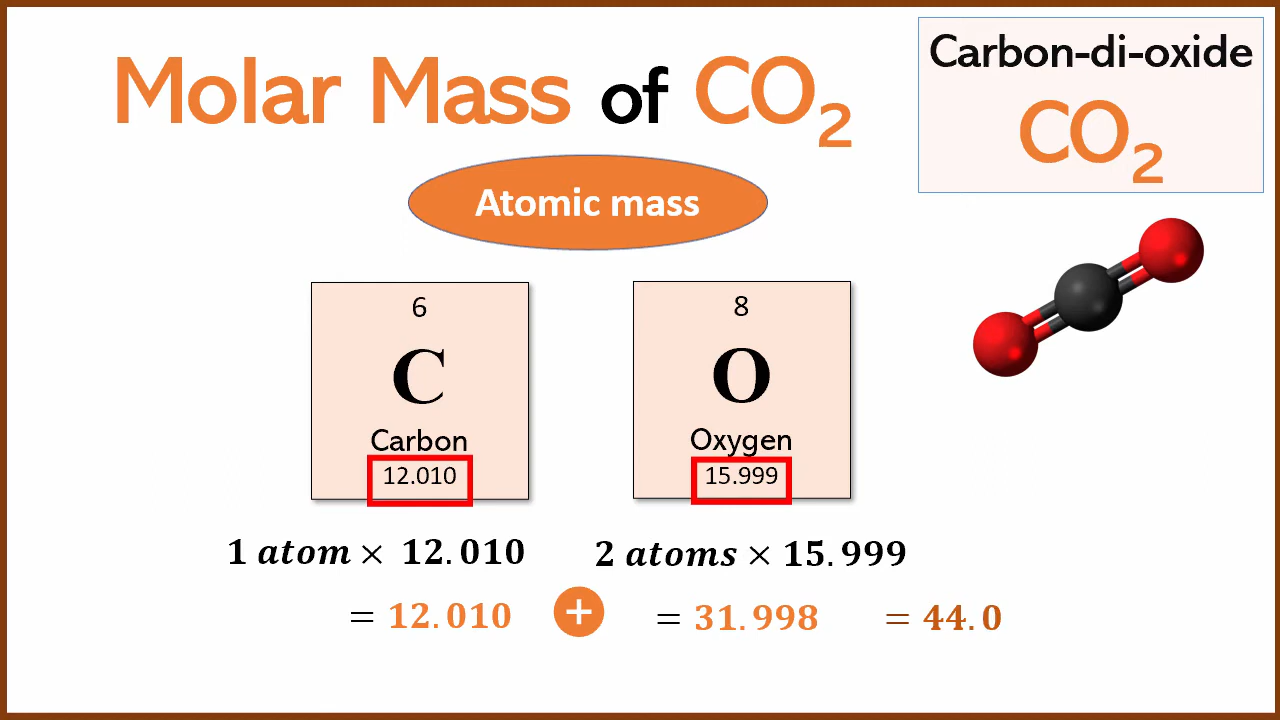 Molar Mass of CO₂
Carbon-di-oxide
CO₂
Atomic mass
6
C
Carbon
12.010
8
O
Oxygen
15.999
1 atom × 12.010
2 atoms × 15.999
= 12.010 + = 31.998 = 44.0